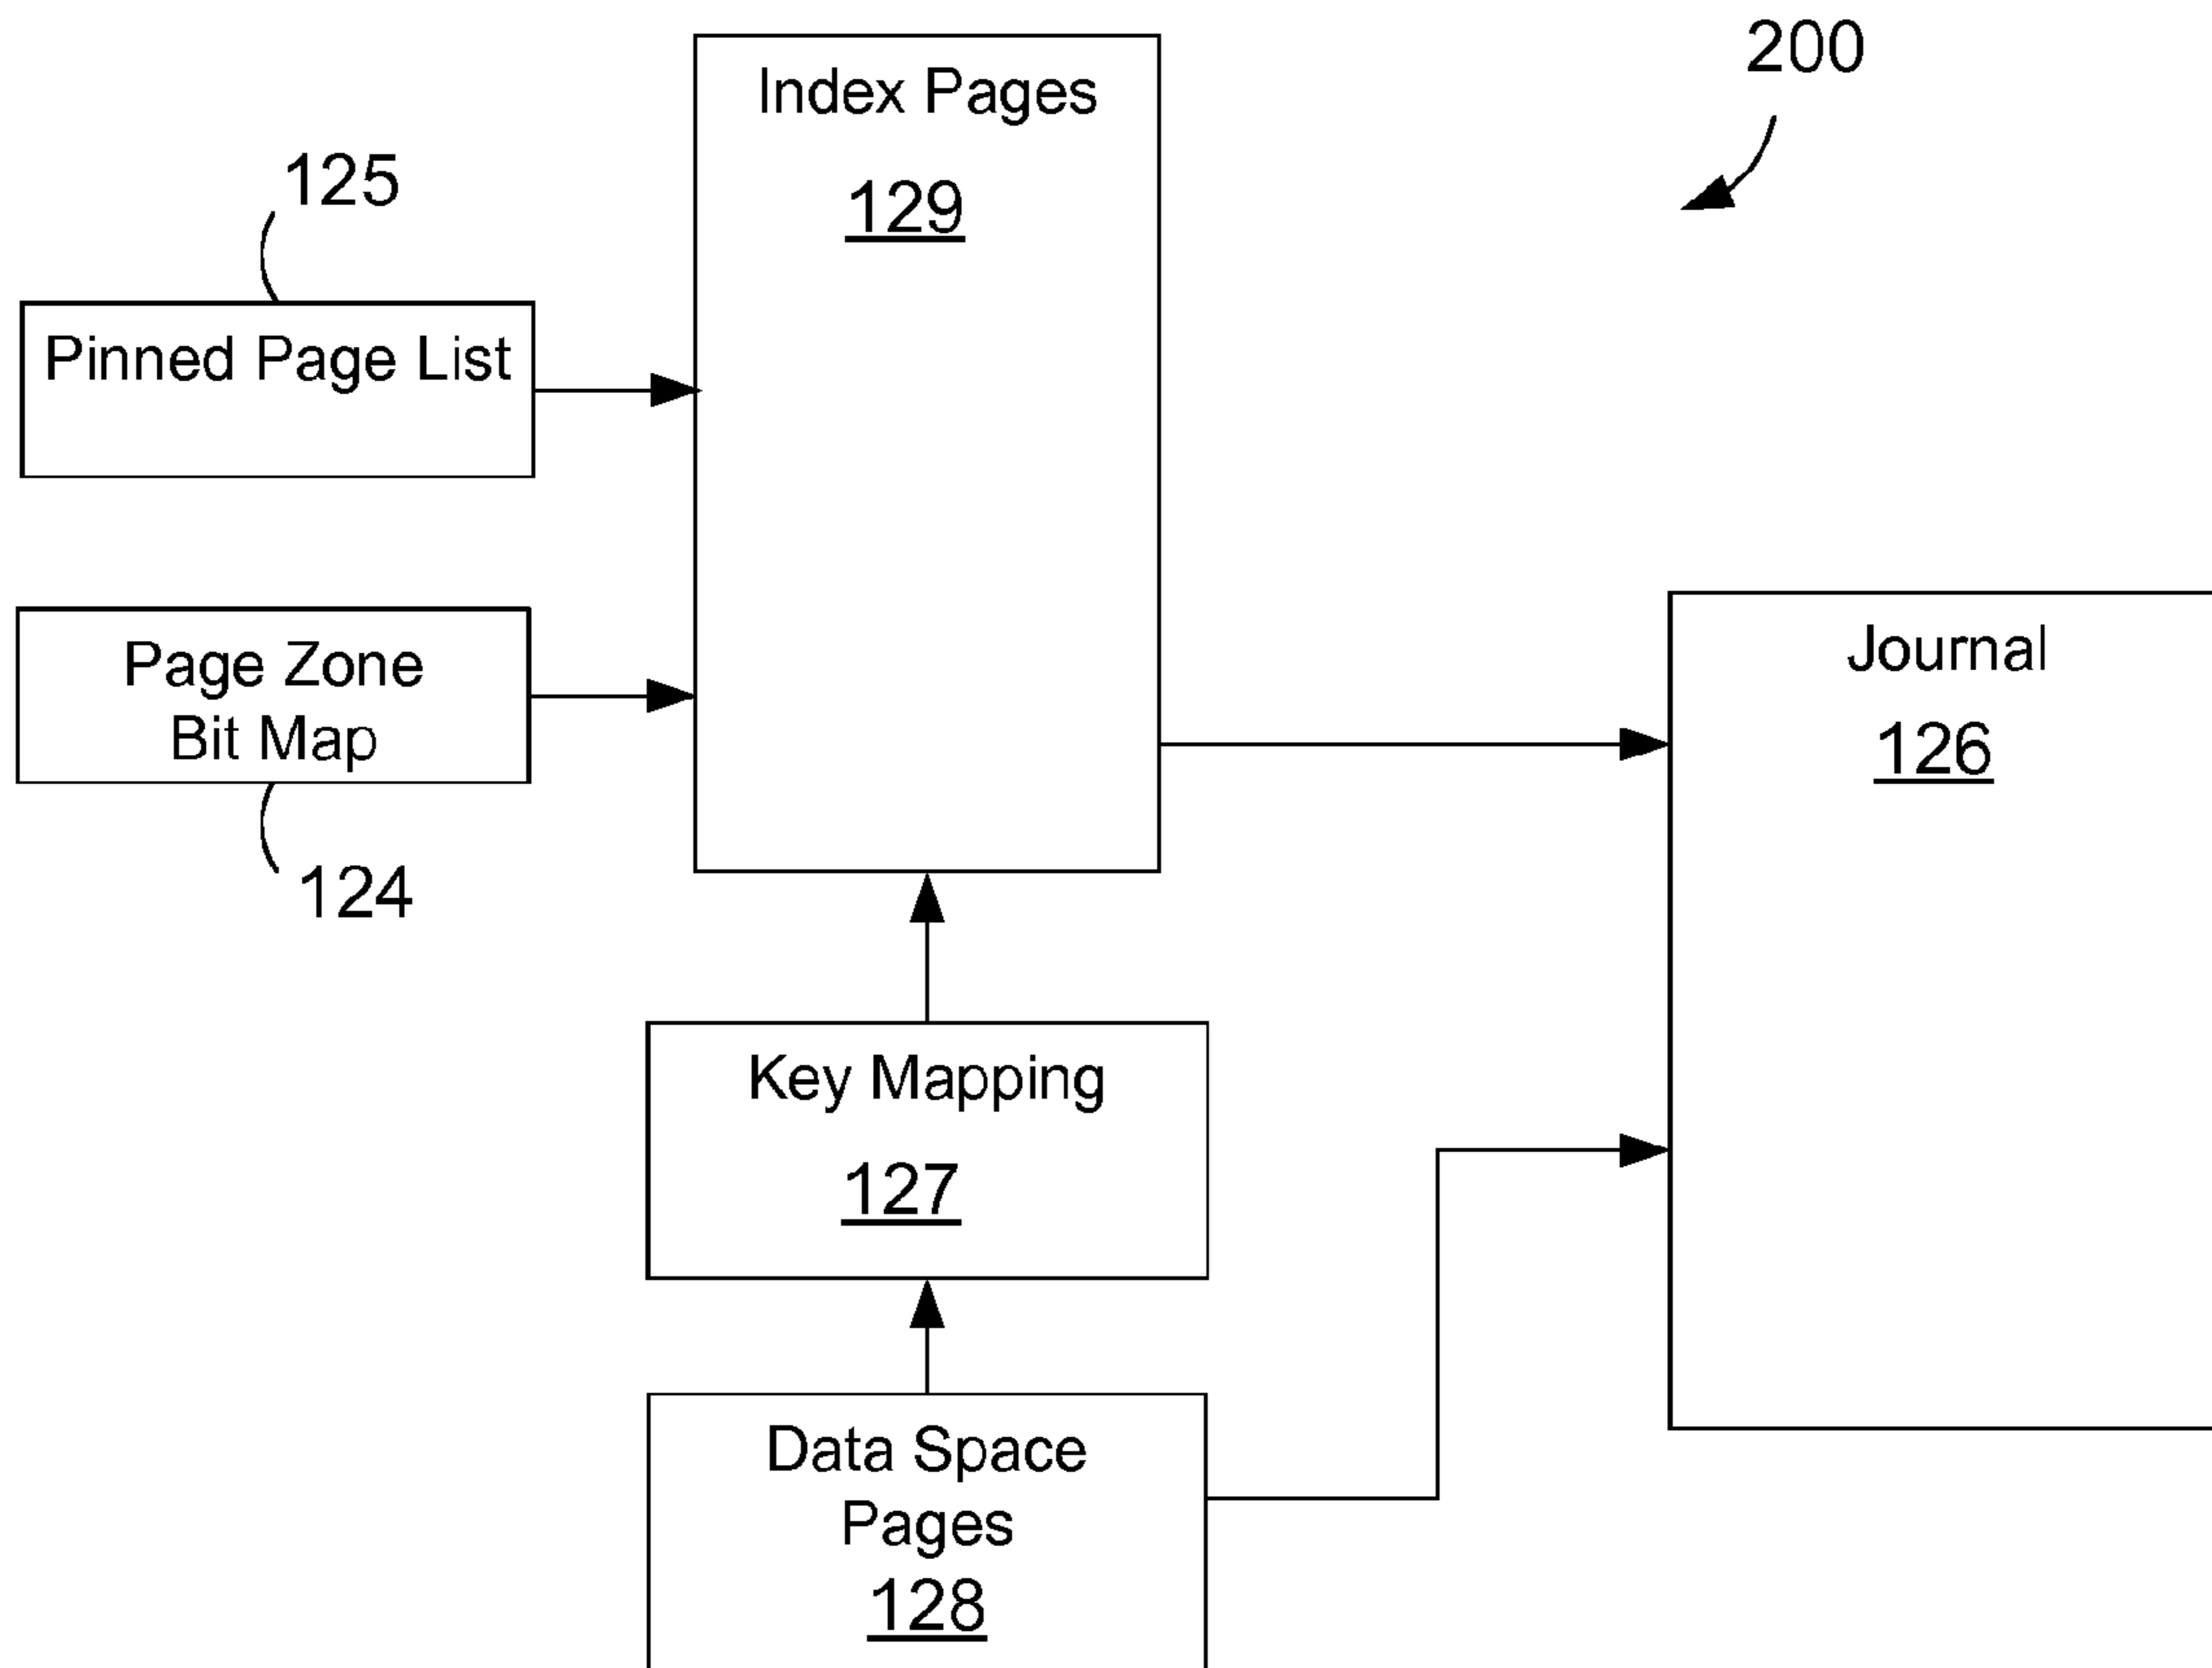 200
Index Pages
129
125
Pinned Page List
Page Zone
Bit Map
124
Journal
126
Key Mapping
127
Data Space
Pages
128